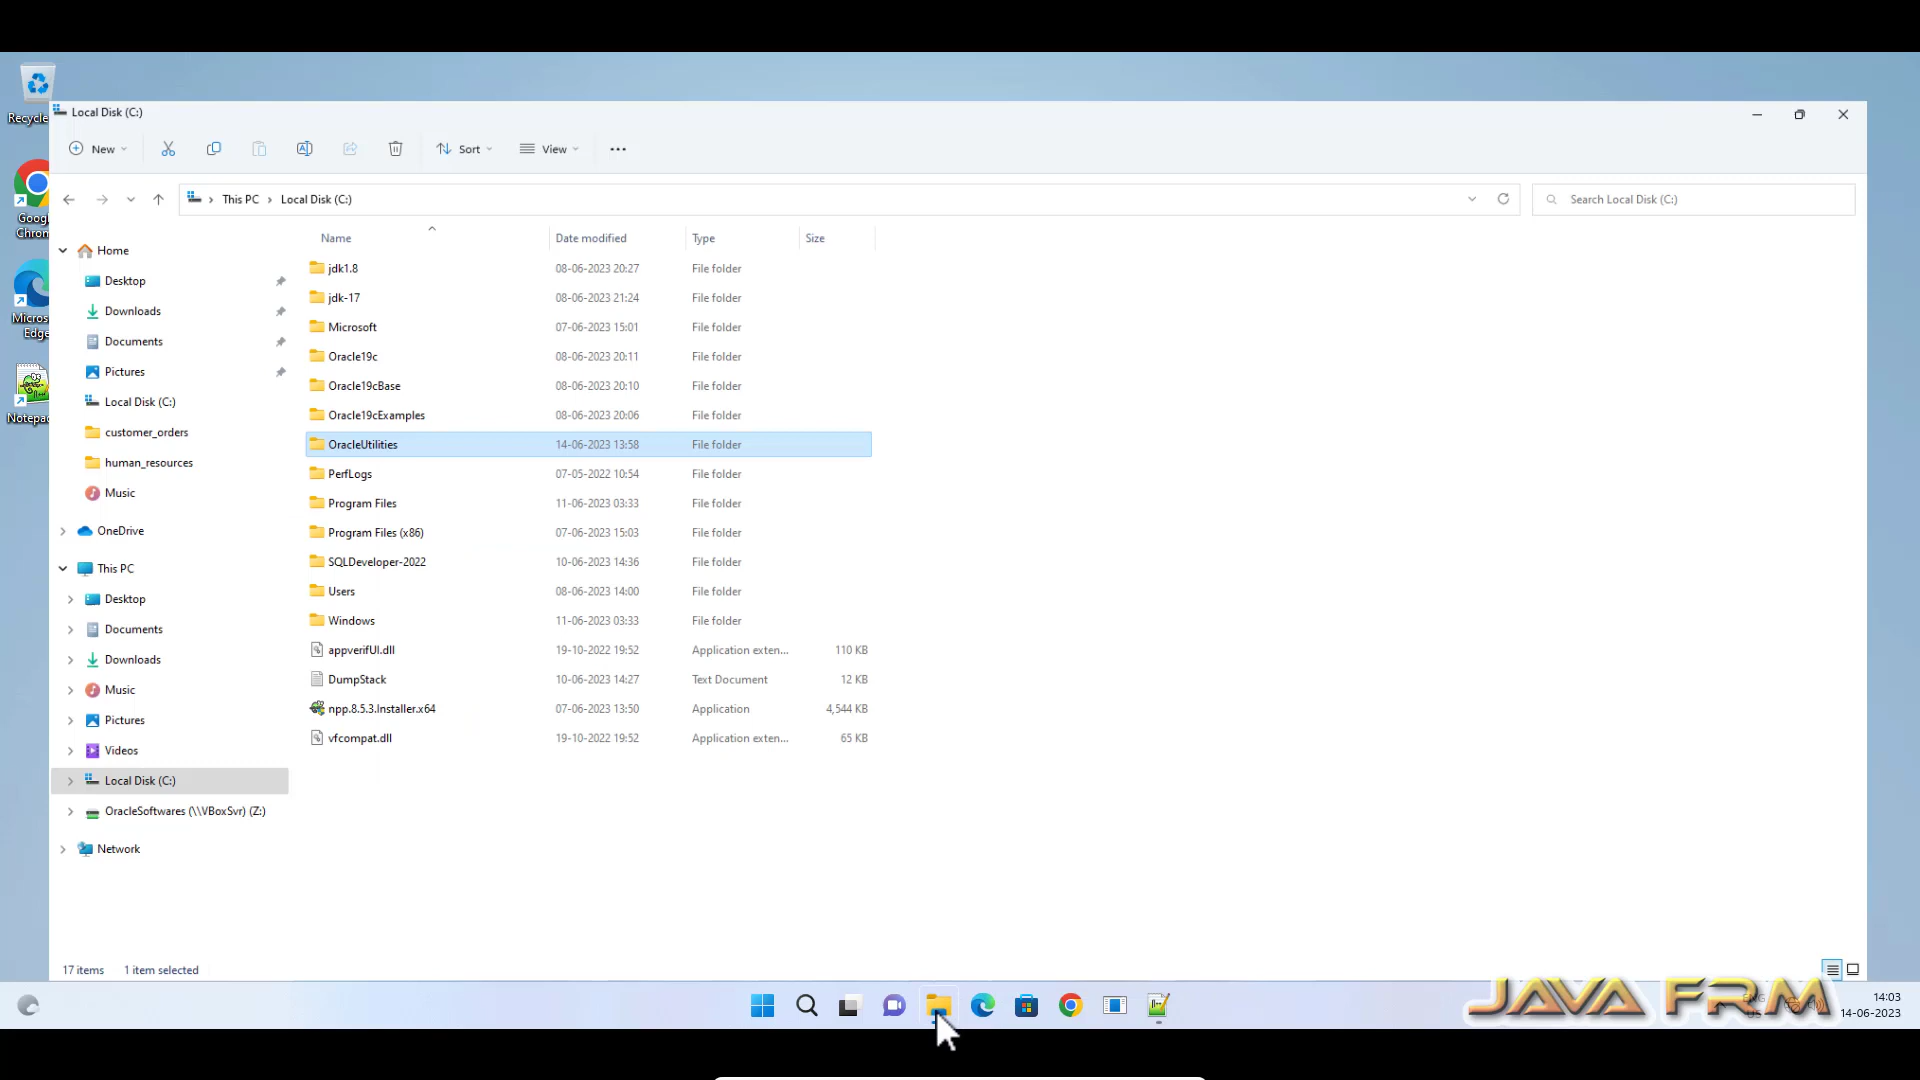 Recycle
Local Disk (C:)
New
Sort
View
This PC
Local Disk (C:)
Search Local Disk (C:)
Name
Date modified
Type
Size
Googl
Chrom
Micros
Edge
Notepa
Home
Desktop
Downloads
Documents
Pictures
Local Disk (C:)
customer_orders
human_resources
Music
OneDrive
This PC
Desktop
Documents
Downloads
Music
Pictures
Videos
Local Disk (C:)
OracleSoftwares (\\VBoxSvr) (Z:)
Network
jdk1.8 08-06-2023 20:27 File folder
jdk-17 08-06-2023 21:24 File folder
Microsoft 07-06-2023 15:01 File folder
Oracle19c 08-06-2023 20:11 File folder
Oracle19cBase 08-06-2023 20:10 File folder
Oracle19cExamples 08-06-2023 20:06 File folder
OracleUtilities 14-06-2023 13:58 File folder
PerfLogs 07-05-2022 10:54 File folder
Program Files 11-06-2023 03:33 File folder
Program Files (x86) 07-06-2023 15:03 File folder
SQLDeveloper-2022 10-06-2023 14:36 File folder
Users 08-06-2023 14:00 File folder
Windows 11-06-2023 03:33 File folder
appverifUI.dll 19-10-2022 19:52 Application exten... 110 KB
DumpStack 10-06-2023 14:27 Text Document 12 KB
npp.8.5.3.Installer.x64 07-06-2023 13:50 Application 4,544 KB
vfcompat.dll 19-10-2022 19:52 Application exten... 65 KB
17 items 1 item selected
JAVA FRM
ENG
US
14:03
14-06-2023